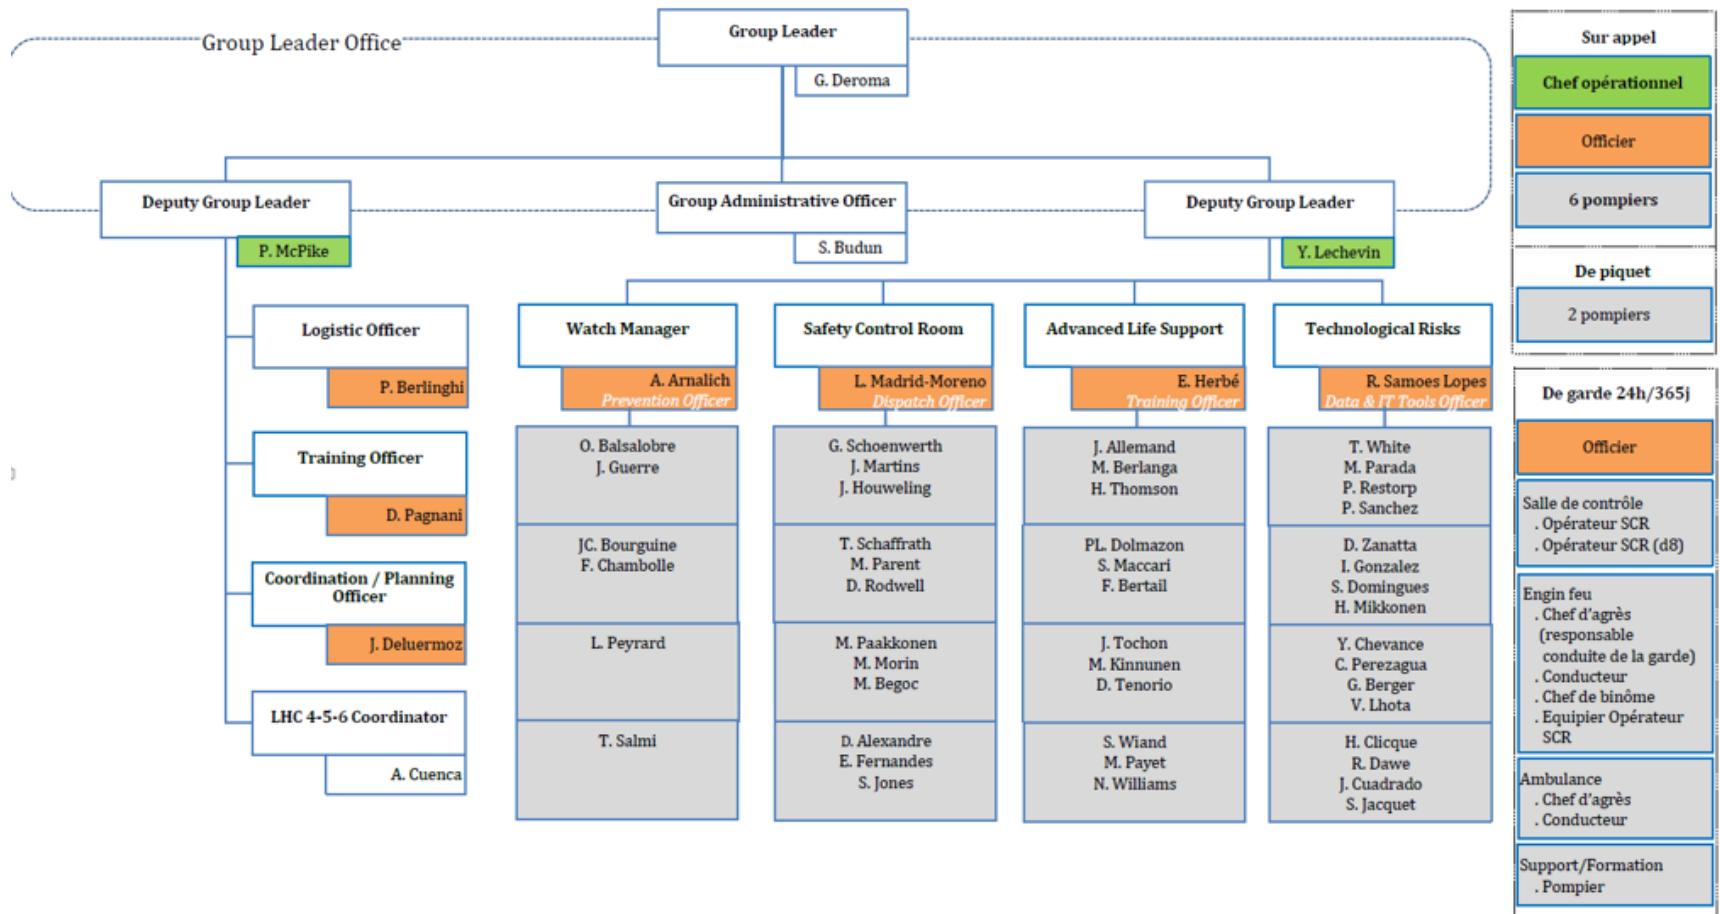 Group Leader Office
Group Leader
G. Deroma
Deputy Group Leader
P. McPike
Group Administrative Officer
S. Budun
Deputy Group Leader
Y. Lechevin
Logistic Officer
P. Berlinghi
Training Officer
D. Pagnani
Coordination / Planning
Officer
J. Deluermoz
LHC 4-5-6 Coordinator
A. Cuenca
Watch Manager
A. Arnalich
Prevention Officer
O. Balsalobre
J. Guerre
JC. Bourguine
F. Chambolle
L. Peyrard
T. Salmi
Safety Control Room
L. Madrid-Moreno
Dispatch Officer
G. Schoenwerth
J. Martins
J. Houweling
T. Schaffrath
M. Parent
D. Rodwell
M. Paakkonen
M. Morin
M. Begoc
D. Alexandre
E. Fernandes
S. Jones
Advanced Life Support
E. Herbé
Training Officer
J. Allemand
M. Berlanga
H. Thomson
PL. Dolmazon
S. Maccari
F. Bertail
J. Tochon
M. Kinnunen
D. Tenorio
S. Wiand
M. Payet
N. Williams
Technological Risks
R. Samoes Lopes
Data & IT Tools Officer
T. White
M. Parada
P. Restorp
P. Sanchez
D. Zanatta
I. Gonzalez
S. Domingues
H. Mikkonen
Y. Chevance
C. Perezagua
G. Berger
V. Lhota
H. Clicque
R. Dawe
J. Cuadrado
S. Jacquet
Sur appel
Chef opérationnel
Officier
6 pompiers
De piquet
2 pompiers
De garde 24h/365j
Officier
Salle de contrôle
. Opérateur SCR
. Opérateur SCR (d8)
Engin feu
. Chef d'agrès
(responsable
conduite de la garde)
. Conducteur
. Chef de binôme
. Equipier Opérateur
SCR
Ambulance
. Chef d'agrès
. Conducteur
Support/Formation
. Pompier